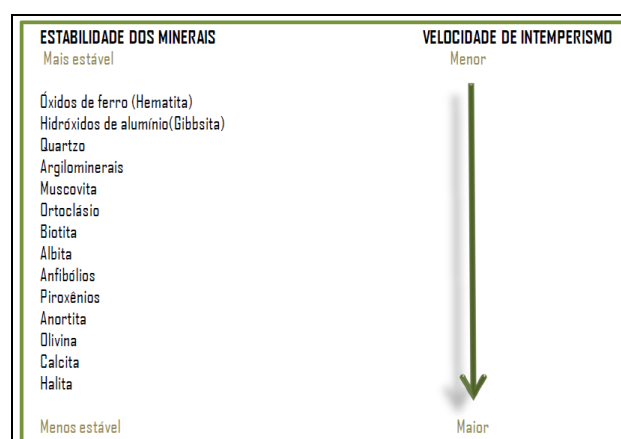 ESTABILIDADE DOS MINERAIS VELOCIDADE DE INTEMPERISMO
Mais estável Menor
Óxidos de ferro (Hematita)
Hidróxidos de alumínio(Gibbsita)
Quartzo
Argilominerais
Muscovita
Ortoclásio
Biotita
Albita
Anfibólios
Piroxênios
Anortita
Olivina
Calcita
Halita
Menos estável Maior